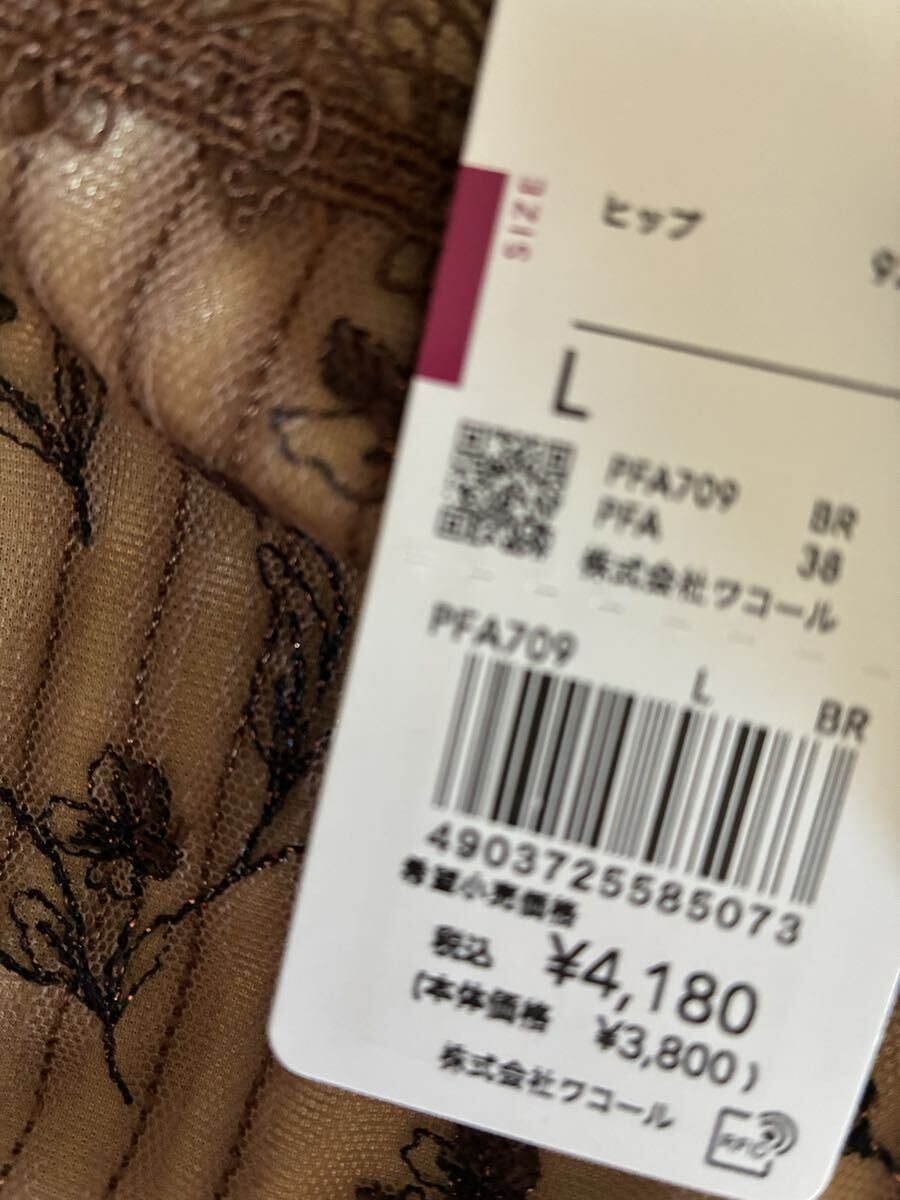 SIZE
ヒップ
L
PFA709 BR
PFA 38
株式会社ワコール
PFA709 L BR
4903725585073
希望小売価格
税込 ¥4,180
(本体価格 ¥3,800)
株式会社ワコール